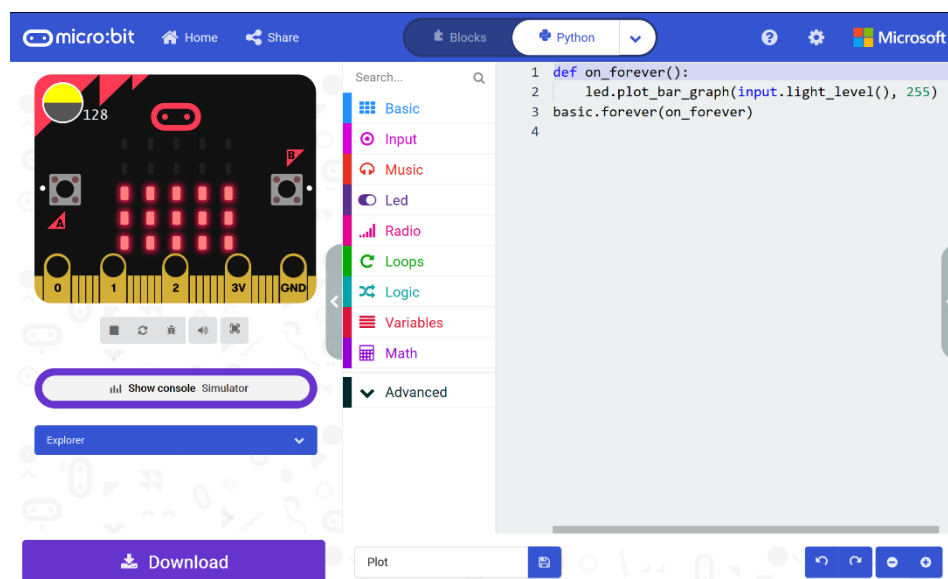 micro:bit Home Share Blocks Python Microsoft
128
B
A
0 1 2 3V GND
Show console Simulator
Explorer
Download
Search...
Basic
Input
Music
Led
Radio
Loops
Logic
Variables
Math
Advanced
1 def on_forever():
2 led.plot_bar_graph(input.light_level(), 255)
3 basic.forever(on_forever)
4
Plot